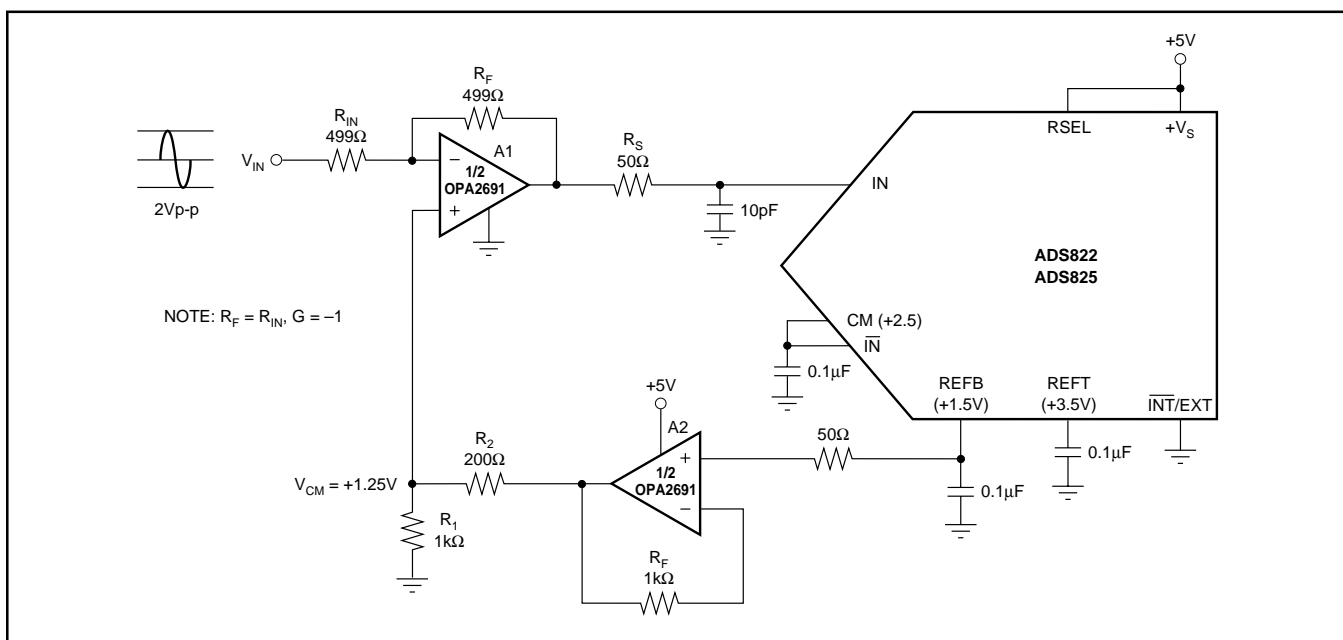 +5V
R_F
499Ω
R_IN
499Ω
RSEL
+V_S
A1
R_S
50Ω
V_IN
−
1/2
OPA2691
+
IN
2Vp-p
10pF
ADS822
ADS825
NOTE: R_F = R_IN, G = –1
CM (+2.5)
I̅N̅
0.1µF
+5V
REFB
(+1.5V)
REFT
(+3.5V)
I̅N̅T̅/EXT
A2
R_2
200Ω
50Ω
+
1/2
OPA2691
−
V_CM = +1.25V
0.1µF
0.1µF
R_1
1kΩ
R_F
1kΩ